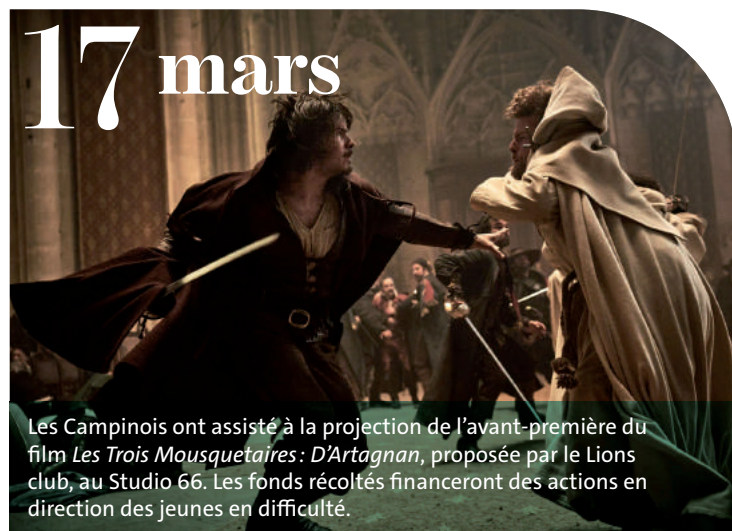 17 mars
Les Campinois ont assisté à la projection de l’avant-première du
film Les Trois Mousquetaires : D’Artagnan, proposée par le Lions
club, au Studio 66. Les fonds récoltés financeront des actions en
direction des jeunes en difficulté.